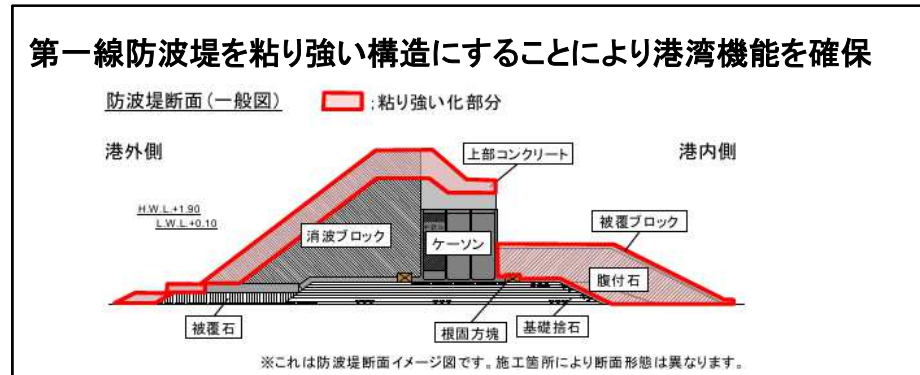 第一線防波堤を粘り強い構造にすることにより港湾機能を確保
防波堤断面(一般図)
:粘り強い化部分
港外側
上部コンクリート
港内側
H.W.L.+1.90
L.W.L.+0.10
被覆ブロック
消波ブロック
ケーソン
腹付石
被覆石
根固方塊
基礎捨石
※これは防波堤断面イメージ図です。施工箇所により断面形態は異なります。